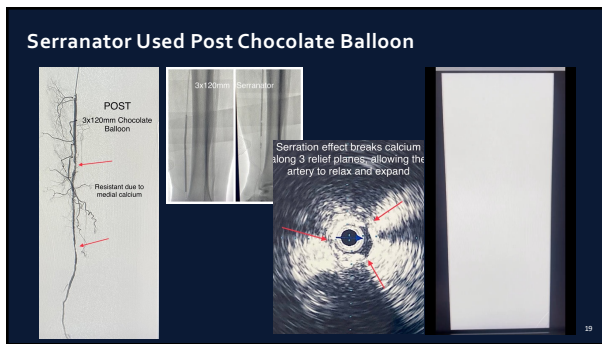 Serranator Used Post Chocolate Balloon
POST
3x120mm Chocolate
Balloon
Resistant due to
medial calcium
3x120mm Serranator
Serration effect breaks calcium
along 3 relief planes, allowing the
artery to relax and expand
19